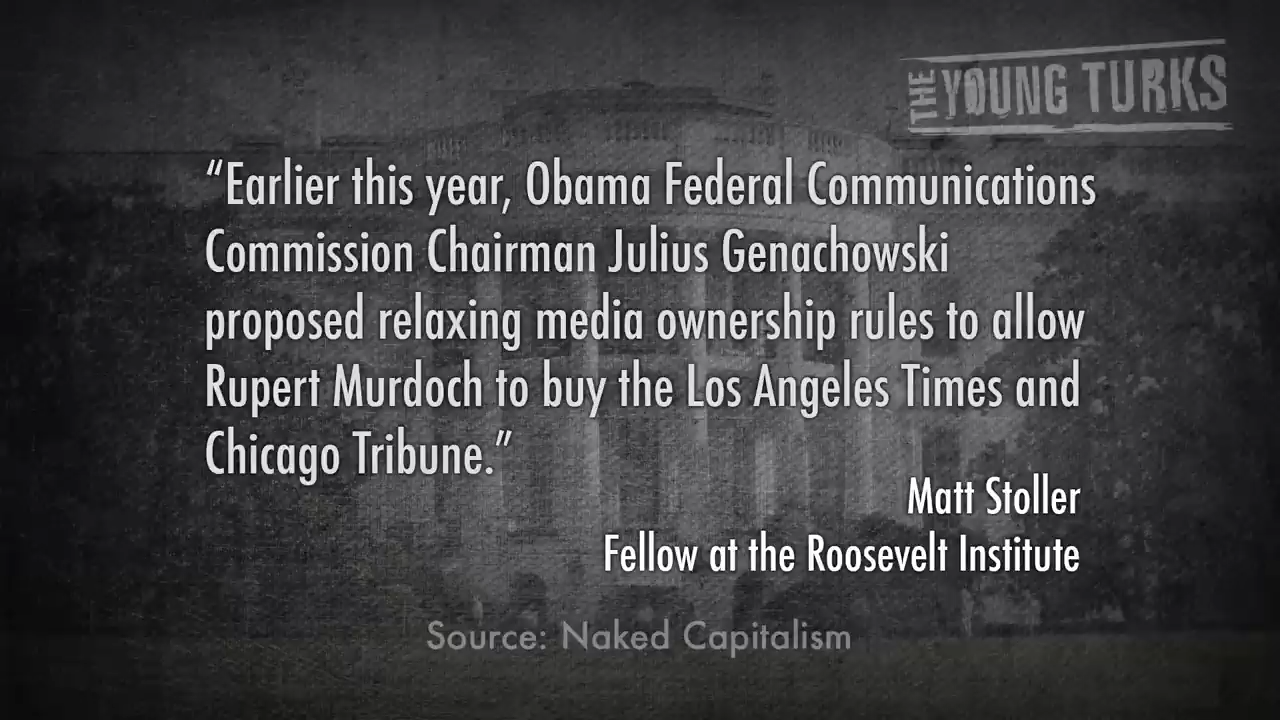 THE YOUNG TURKS
“Earlier this year, Obama Federal Communications
Commission Chairman Julius Genachowski
proposed relaxing media ownership rules to allow
Rupert Murdoch to buy the Los Angeles Times and
Chicago Tribune.”
Matt Stoller
Fellow at the Roosevelt Institute
Source: Naked Capitalism